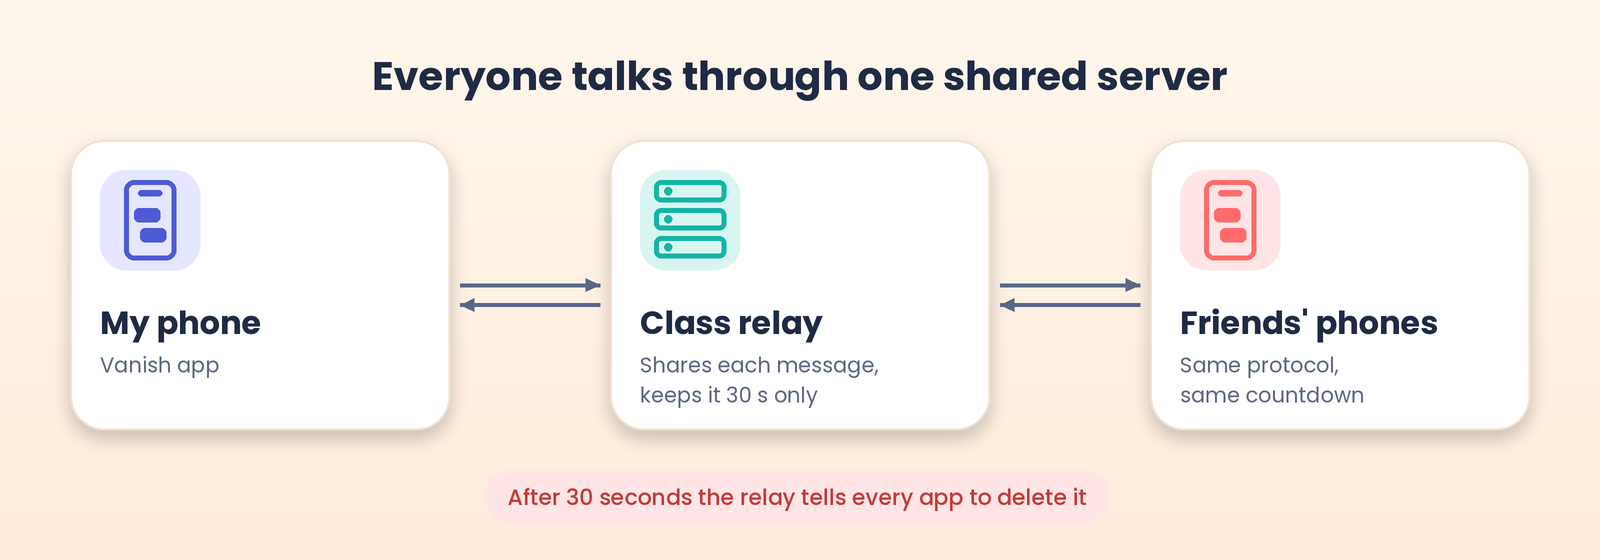 Everyone talks through one shared server
My phone
Vanish app
Class relay
Shares each message,
keeps it 30 s only
Friends' phones
Same protocol,
same countdown
After 30 seconds the relay tells every app to delete it